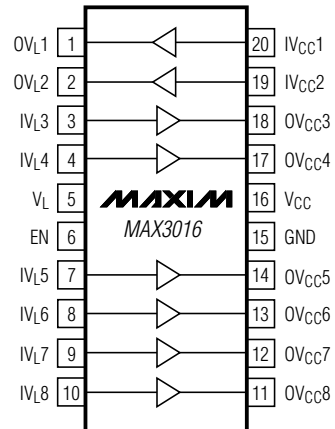 OVL1 1 20 IVCC1
OVL2 2 19 IVCC2
IVL3 3 18 OVCC3
IVL4 4 17 OVCC4
VL 5 MAXIM 16 VCC
EN 6 MAX3016 15 GND
IVL5 7 14 OVCC5
IVL6 8 13 OVCC6
IVL7 9 12 OVCC7
IVL8 10 11 OVCC8